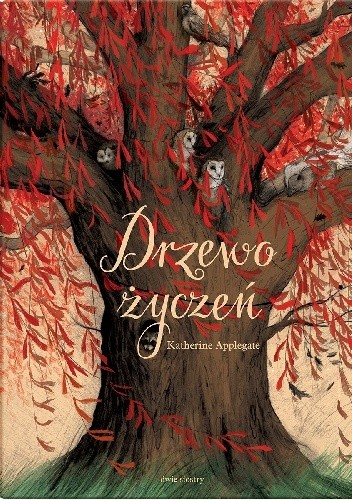 Drzewo
życzeń
Katherine Applegate
dwie siostry